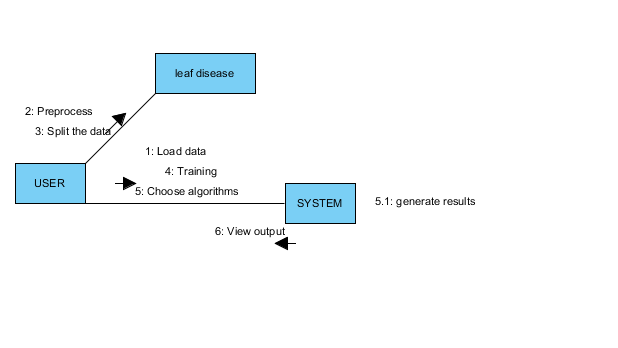 leaf disease
2: Preprocess
3: Split the data
1: Load data
4: Training
USER
5: Choose algorithms
SYSTEM
5.1: generate results
6: View output